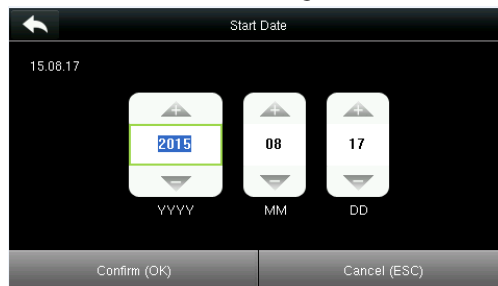 Start Date
15.08.17
2015 08 17
YYYY MM DD
Confirm (OK) Cancel (ESC)